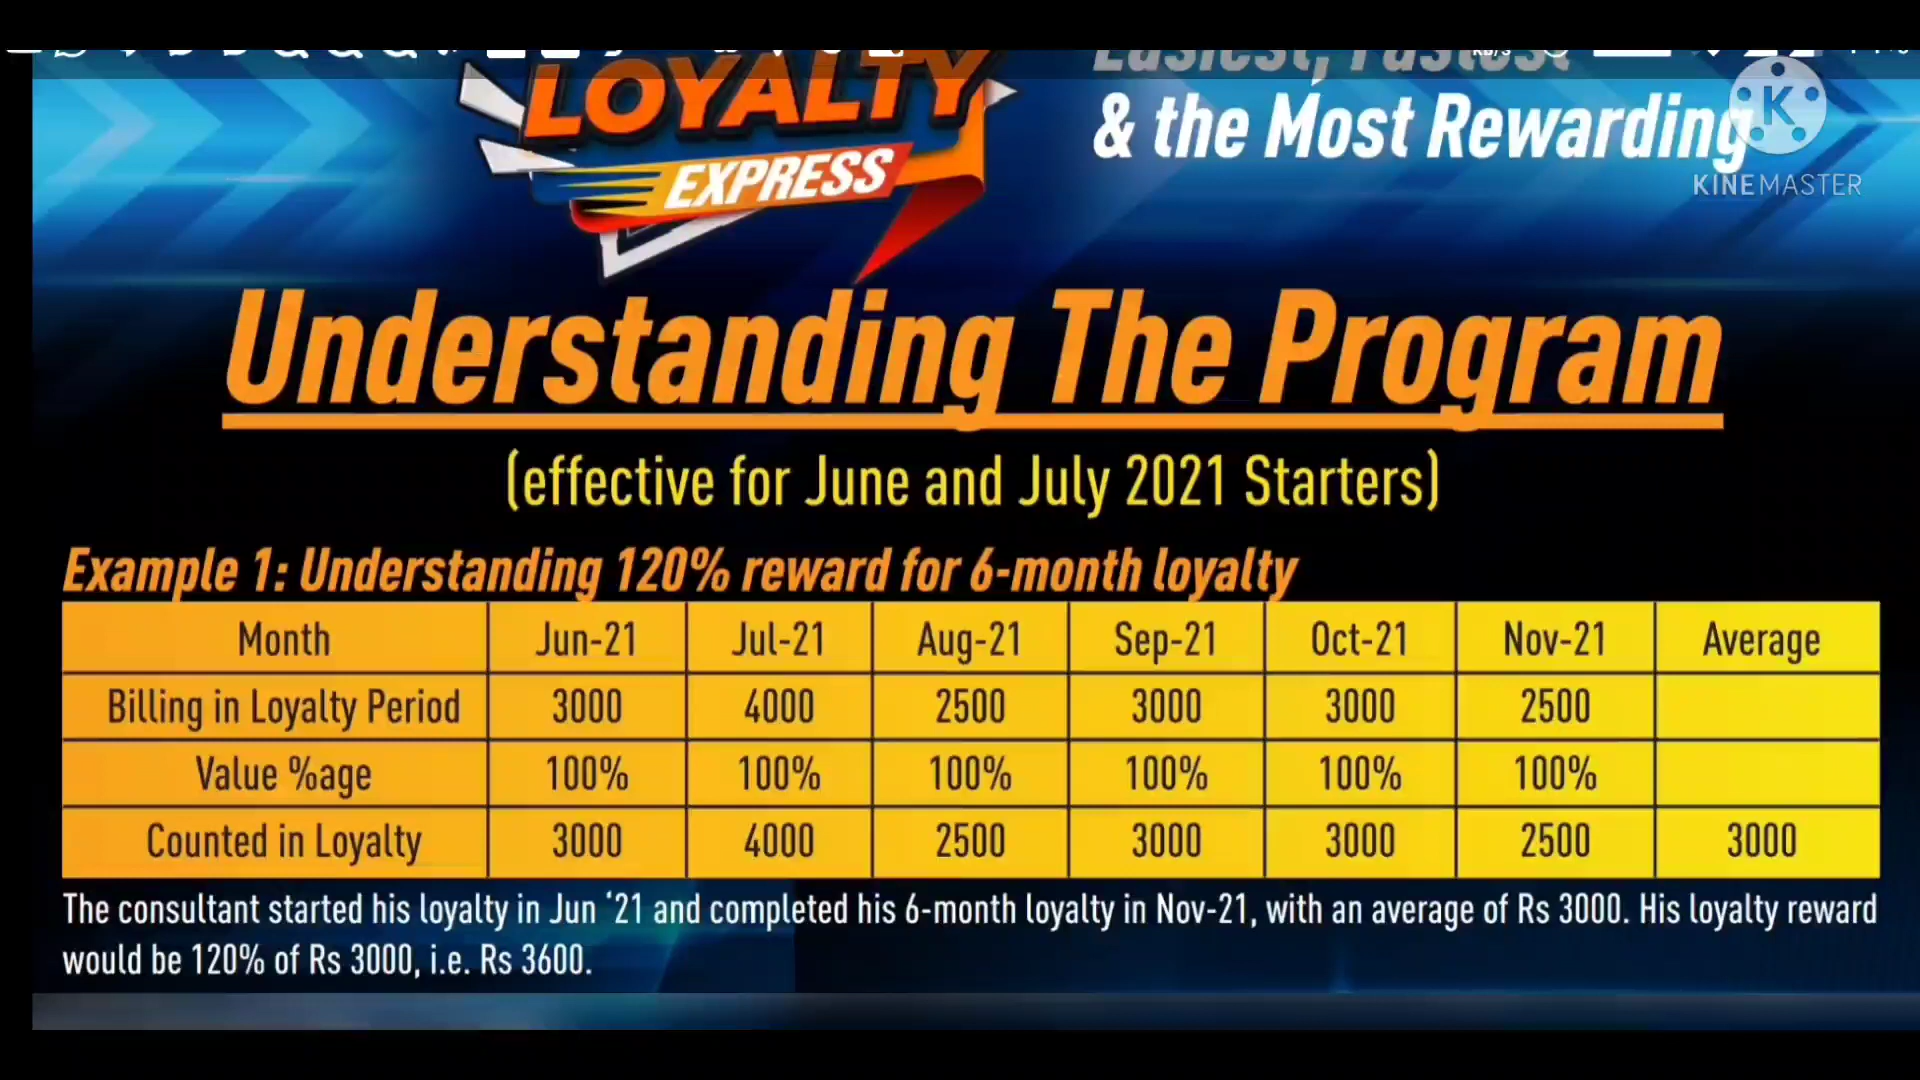 LOYALTY
EXPRESS
Easiest, Fastest
& the Most Rewarding
KINEMASTER
Understanding The Program
(effective for June and July 2021 Starters)
Example 1: Understanding 120% reward for 6-month loyalty
Month Jun-21 Jul-21 Aug-21 Sep-21 Oct-21 Nov-21 Average
Billing in Loyalty Period 3000 4000 2500 3000 3000 2500
Value %age 100% 100% 100% 100% 100% 100%
Counted in Loyalty 3000 4000 2500 3000 3000 2500 3000
The consultant started his loyalty in Jun ‘21 and completed his 6-month loyalty in Nov-21, with an average of Rs 3000. His loyalty reward
would be 120% of Rs 3000, i.e. Rs 3600.